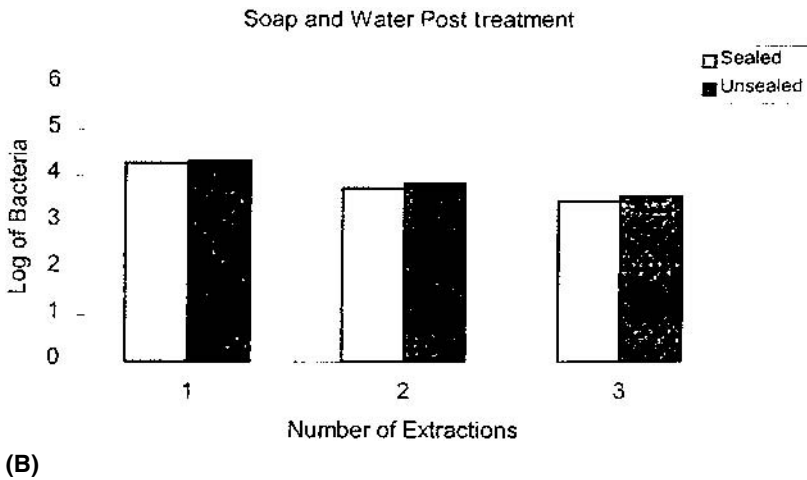 Soap and Water Post treatment
Sealed
Unsealed
6
5
4
3
2
1
0
Log of Bacteria
1 2 3
Number of Extractions
(B)